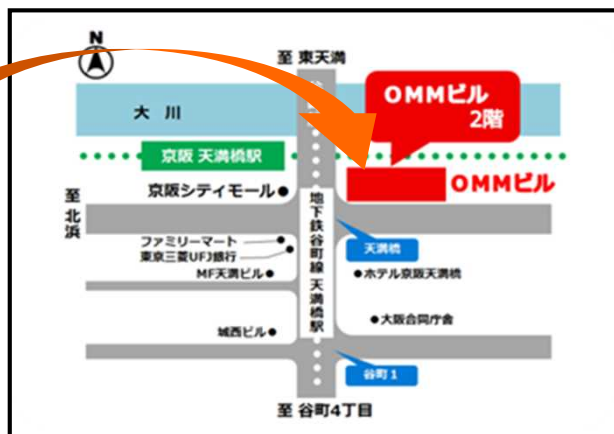 N
至 東天満
OMMビル
2階
大 川
京阪 天満橋駅
OMMビル
京阪シティモール
至 北浜
地下鉄谷町線 天満橋駅
ファミリーマート
東京三菱UFJ銀行
天満橋
MF天満ビル
ホテル京阪天満橋
大阪合同庁舎
城西ビル
谷町1
至 谷町4丁目